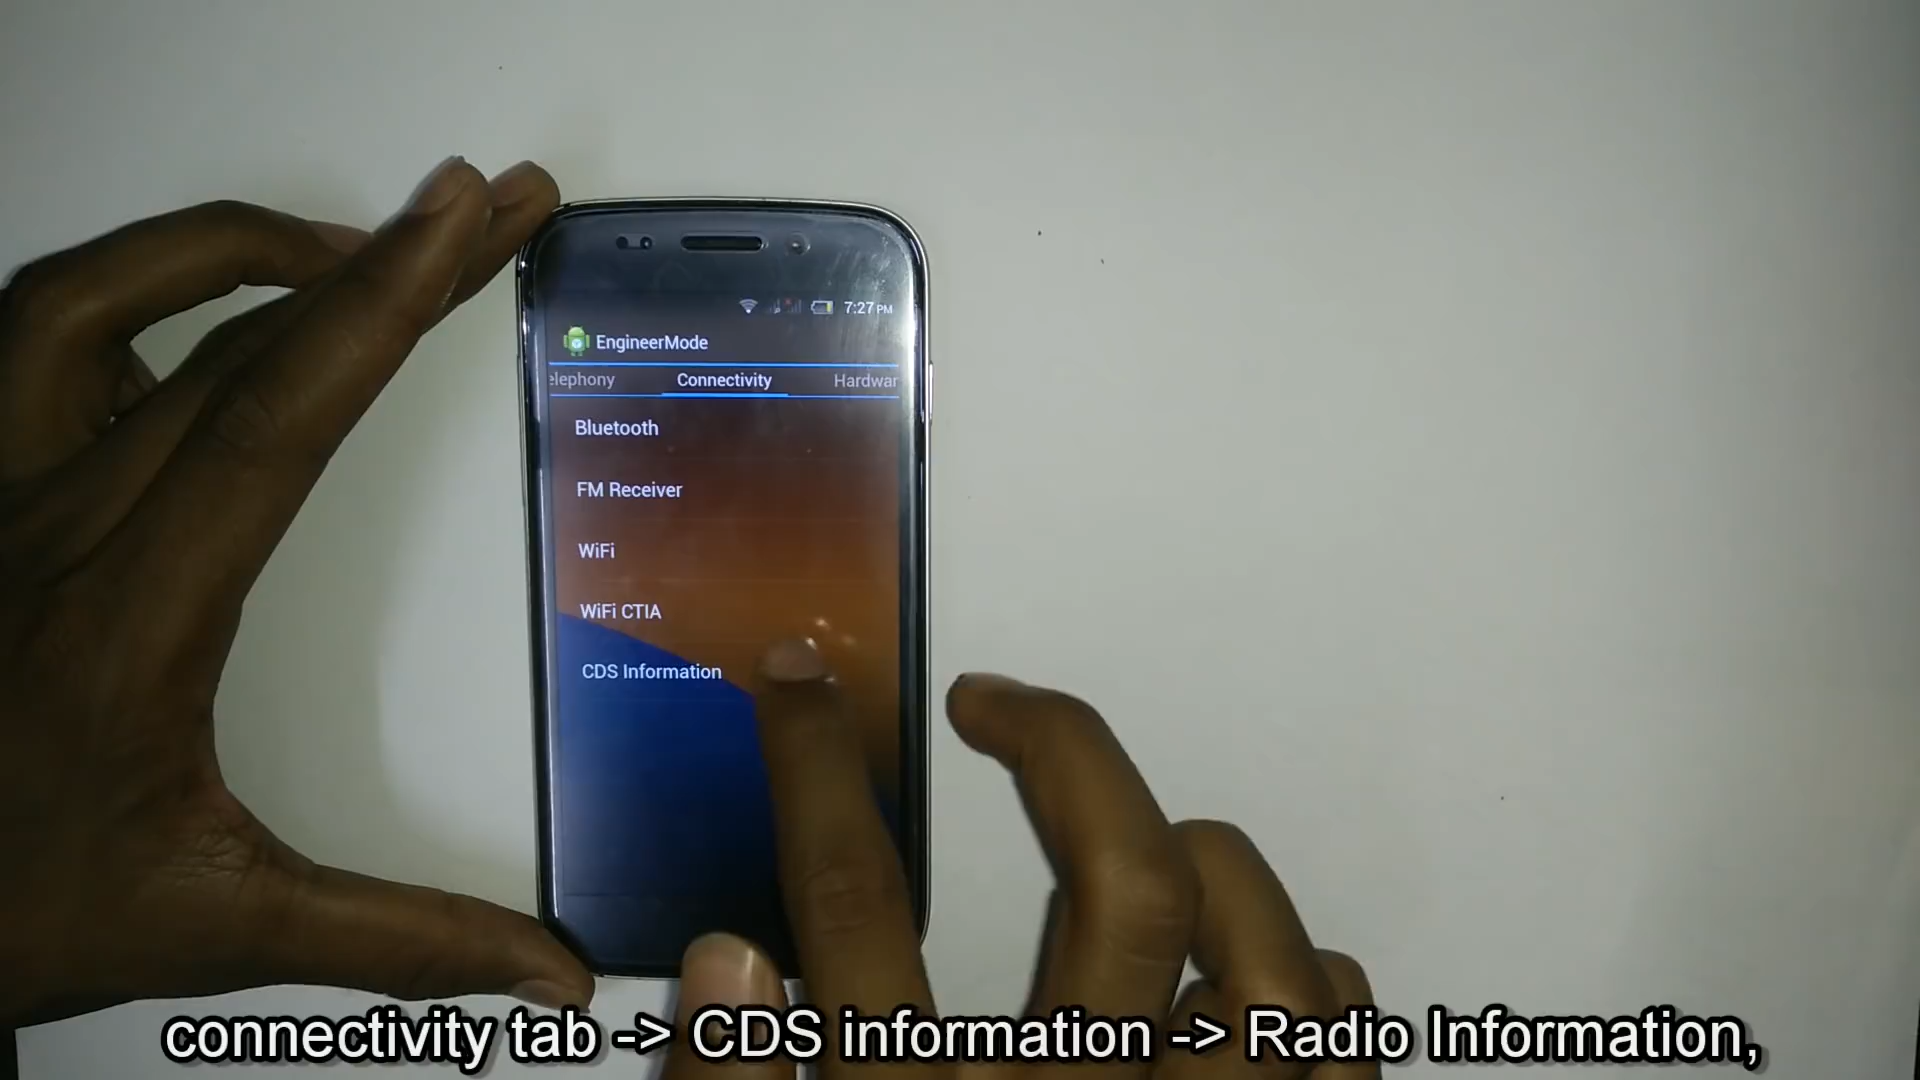 7:27 PM
EngineerMode
elephony Connectivity Hardwar
Bluetooth
FM Receiver
WiFi
WiFi CTIA
CDS Information
connectivity tab -> CDS information -> Radio Information,